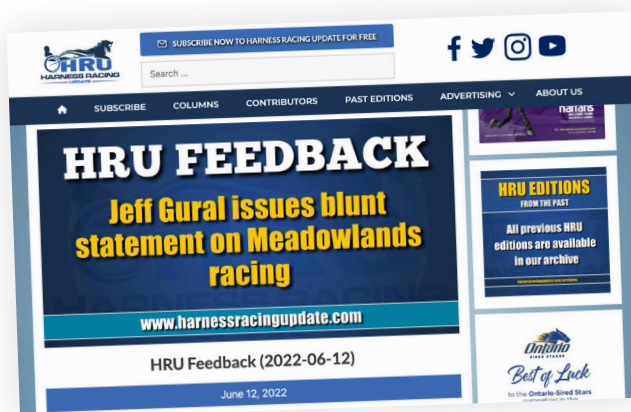 HRU
HARNESS RACING
UPDATE
SUBSCRIBE NOW TO HARNESS RACING UPDATE FOR FREE
Search ...
SUBSCRIBE
COLUMNS
CONTRIBUTORS
PAST EDITIONS
ADVERTISING
ABOUT US
HRU FEEDBACK
Jeff Gural issues blunt
statement on Meadowlands
racing
www.harnessracingupdate.com
HRU Feedback (2022-06-12)
June 12, 2022
HRU EDITIONS
FROM THE PAST
All previous HRU
editions are available
in our archive
Ontario
SIRED STAKES
Best of Luck
to the Ontario-Sired Stars